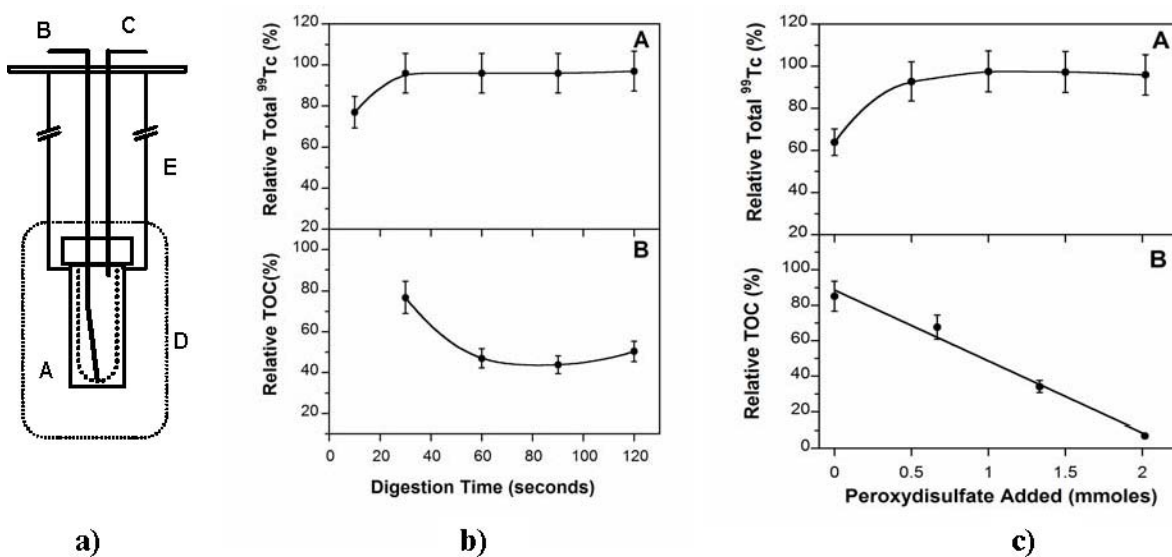 B
C
E
A
D
a)
A
Relative Total ⁹⁹Tc (%)
120
100
80
60
40
20
B
Relative TOC(%)
80
60
40
0 20 40 60 80 100 120
Digestion Time (seconds)
b)
A
Relative Total ⁹⁹Tc (%)
120
100
80
60
40
20
B
Relative TOC (%)
100
80
60
40
20
0
0 0.5 1 1.5 2
Peroxydisulfate Added (mmoles)
c)